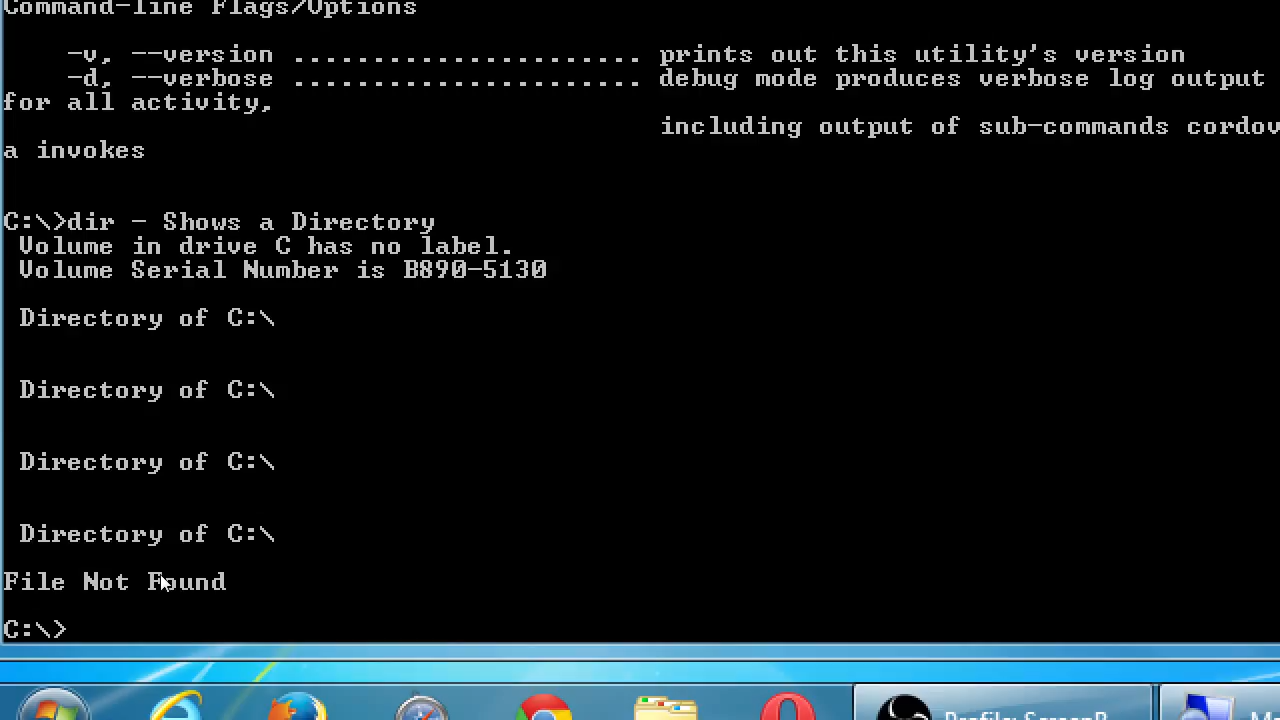 Command-line Flags/Options
-v, --version ...................... prints out this utility's version
-d, --verbose ...................... debug mode produces verbose log output
for all activity,
including output of sub-commands cordov
a invokes
C:\>dir - Shows a Directory
Volume in drive C has no label.
Volume Serial Number is B890-5130
Directory of C:\
Directory of C:\
Directory of C:\
Directory of C:\
File Not Found
C:\>